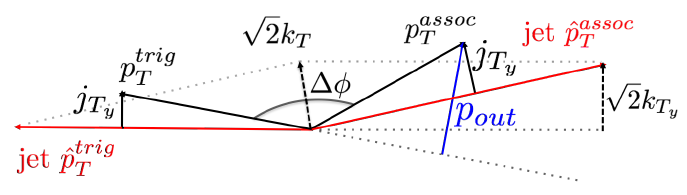 √2k_T
p_T^{assoc}
jet p̂_T^{assoc}
p_T^{trig}
Δϕ
j_{T_y}
j_{T_y}
p_{out}
√2k_{T_y}
jet p̂_T^{trig}